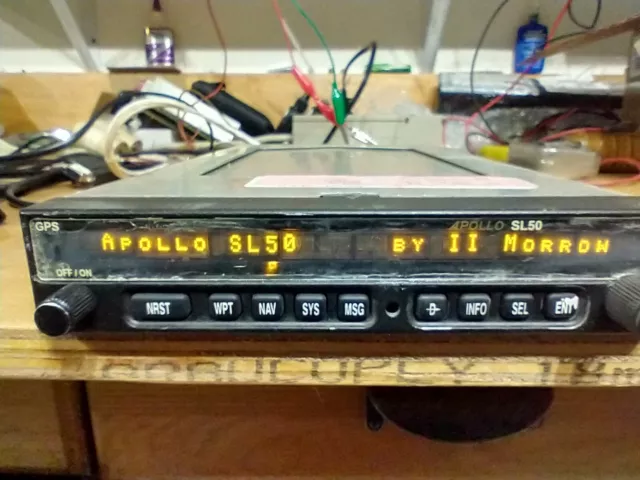 GPS
APOLLO SL50
APOLLO SL50 BY II MORROW
OFF/ON
NRST WPT NAV SYS MSG D INFO SEL ENT